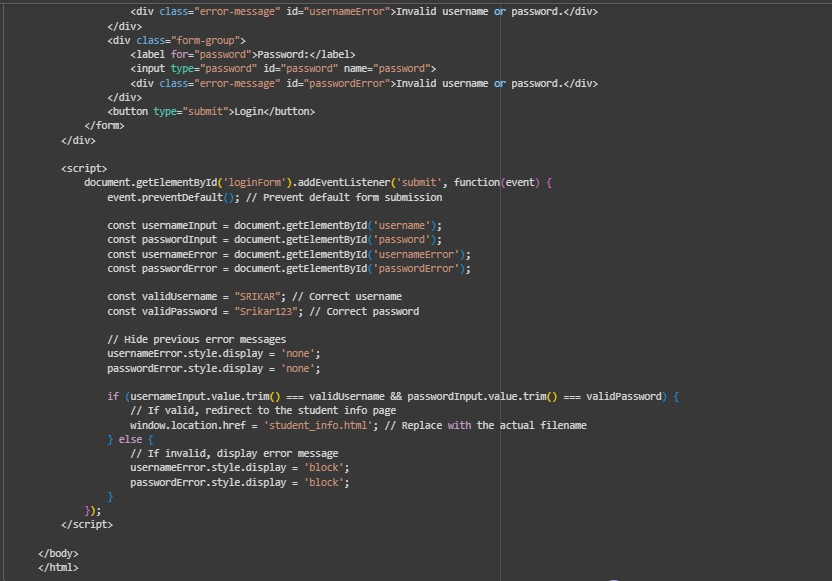 <div class="error-message" id="usernameError">Invalid username or password.</div>
</div>
<div class="form-group">
<label for="password">Password:</label>
<input type="password" id="password" name="password">
<div class="error-message" id="passwordError">Invalid username or password.</div>
</div>
<button type="submit">Login</button>
</form>
</div>
<script>
document.getElementById('loginForm').addEventListener('submit', function(event) {
event.preventDefault(); // Prevent default form submission
const usernameInput = document.getElementById('username');
const passwordInput = document.getElementById('password');
const usernameError = document.getElementById('usernameError');
const passwordError = document.getElementById('passwordError');
const validUsername = "SRIKAR"; // Correct username
const validPassword = "Srikar123"; // Correct password
// Hide previous error messages
usernameError.style.display = 'none';
passwordError.style.display = 'none';
if (usernameInput.value.trim() === validUsername && passwordInput.value.trim() === validPassword) {
// If valid, redirect to the student info page
window.location.href = 'student_info.html'; // Replace with the actual filename
} else {
// If invalid, display error message
usernameError.style.display = 'block';
passwordError.style.display = 'block';
}
});
</script>
</body>
</html>